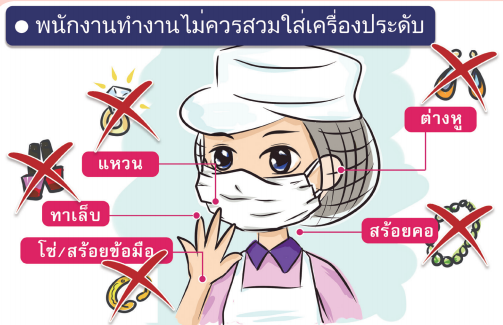 ● พนักงานทำงานไม่ควรสวมใส่เครื่องประดับ
ต่างหู
แหวน
ทาเล็บ
สร้อยคอ
โซ่/สร้อยข้อมือ